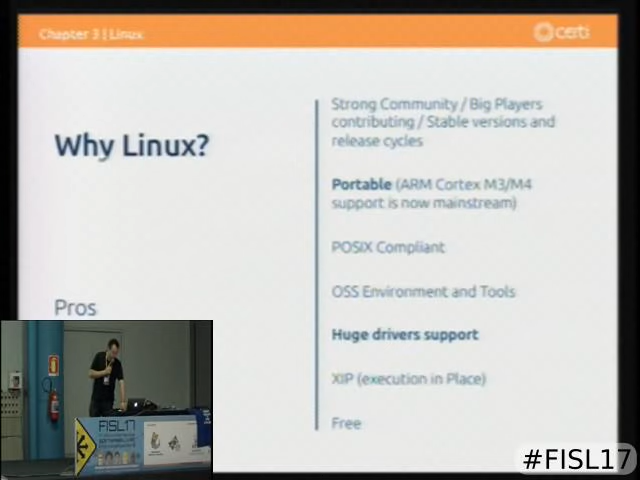 Chapter 3 | Linux
certi
Why Linux?
Pros
Strong Community / Big Players
contributing / Stable versions and
release cycles
Portable (ARM Cortex M3/M4
support is now mainstream)
POSIX Compliant
OSS Environment and Tools
Huge drivers support
XIP (execution in Place)
Free
FISL17
#FISL17